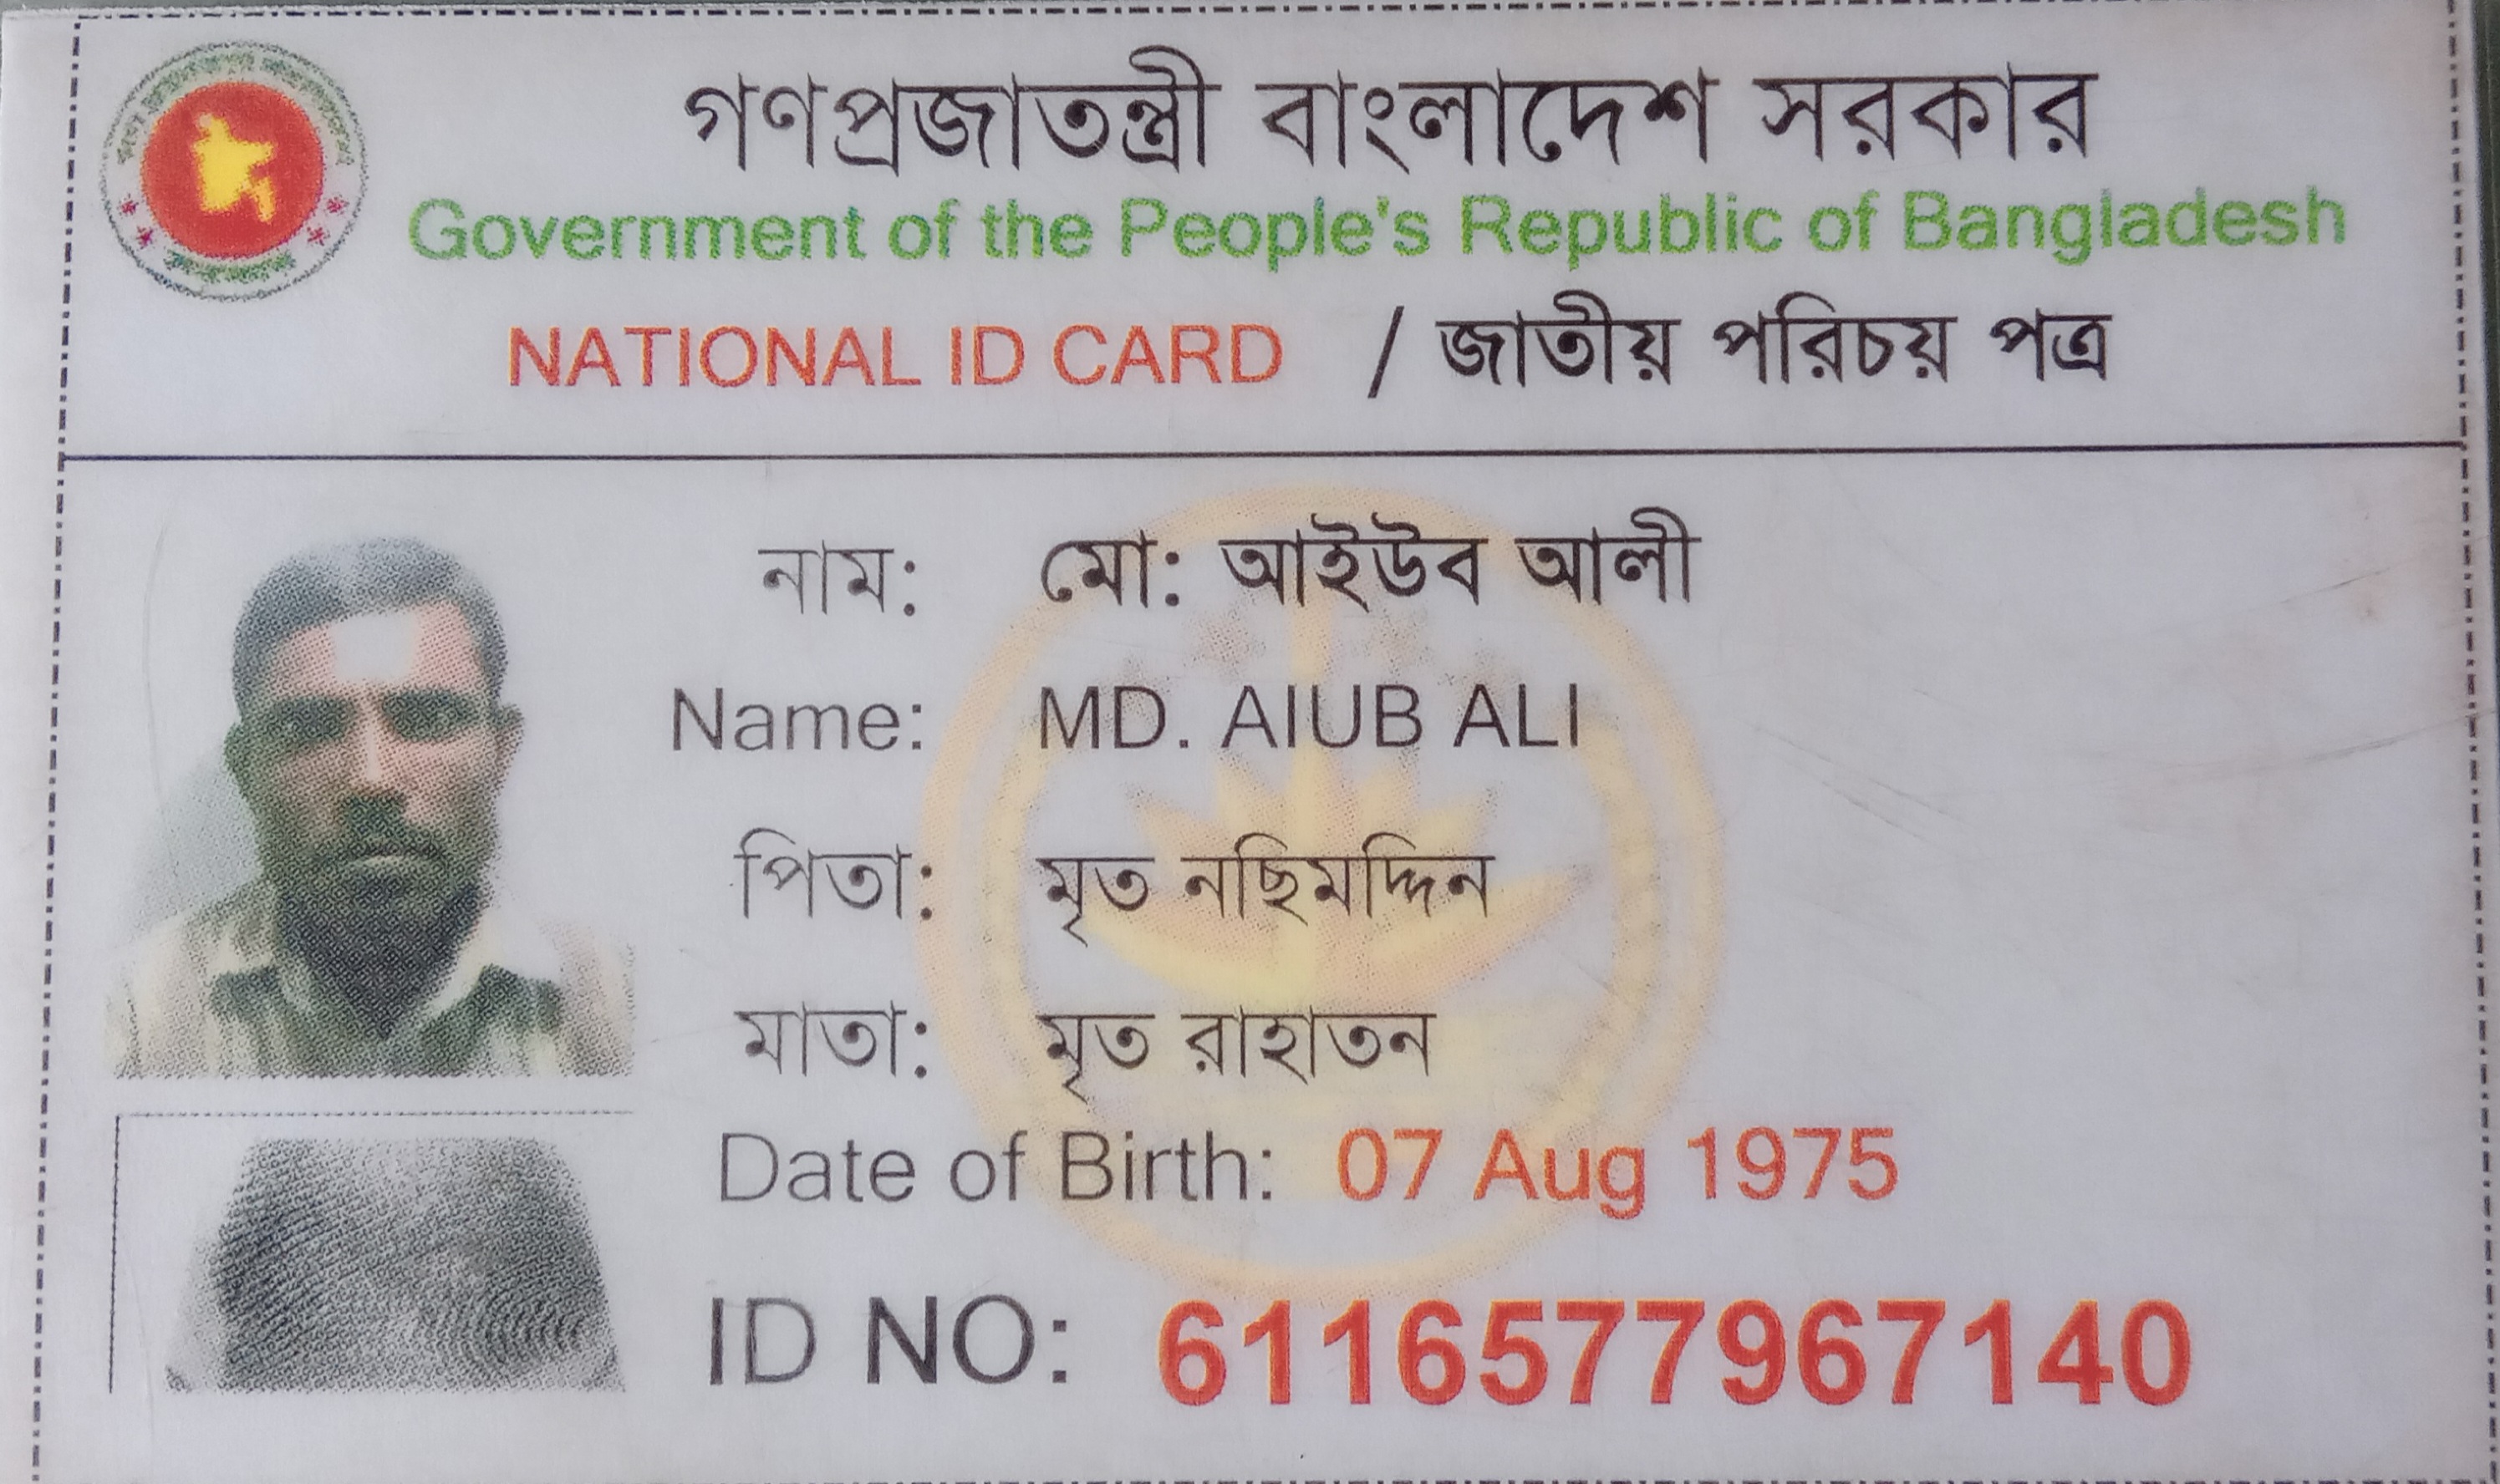 গণপ্রজাতন্ত্রী বাংলাদেশ সরকার
Government of the People's Republic of Bangladesh
NATIONAL ID CARD / জাতীয় পরিচয় পত্র
নাম: মো: আইউব আলী
Name: MD. AIUB ALI
পিতা: মৃত নছিমদ্দিন
মাতা: মৃত রাহাতন
Date of Birth: 07 Aug 1975
ID NO: 6116577967140